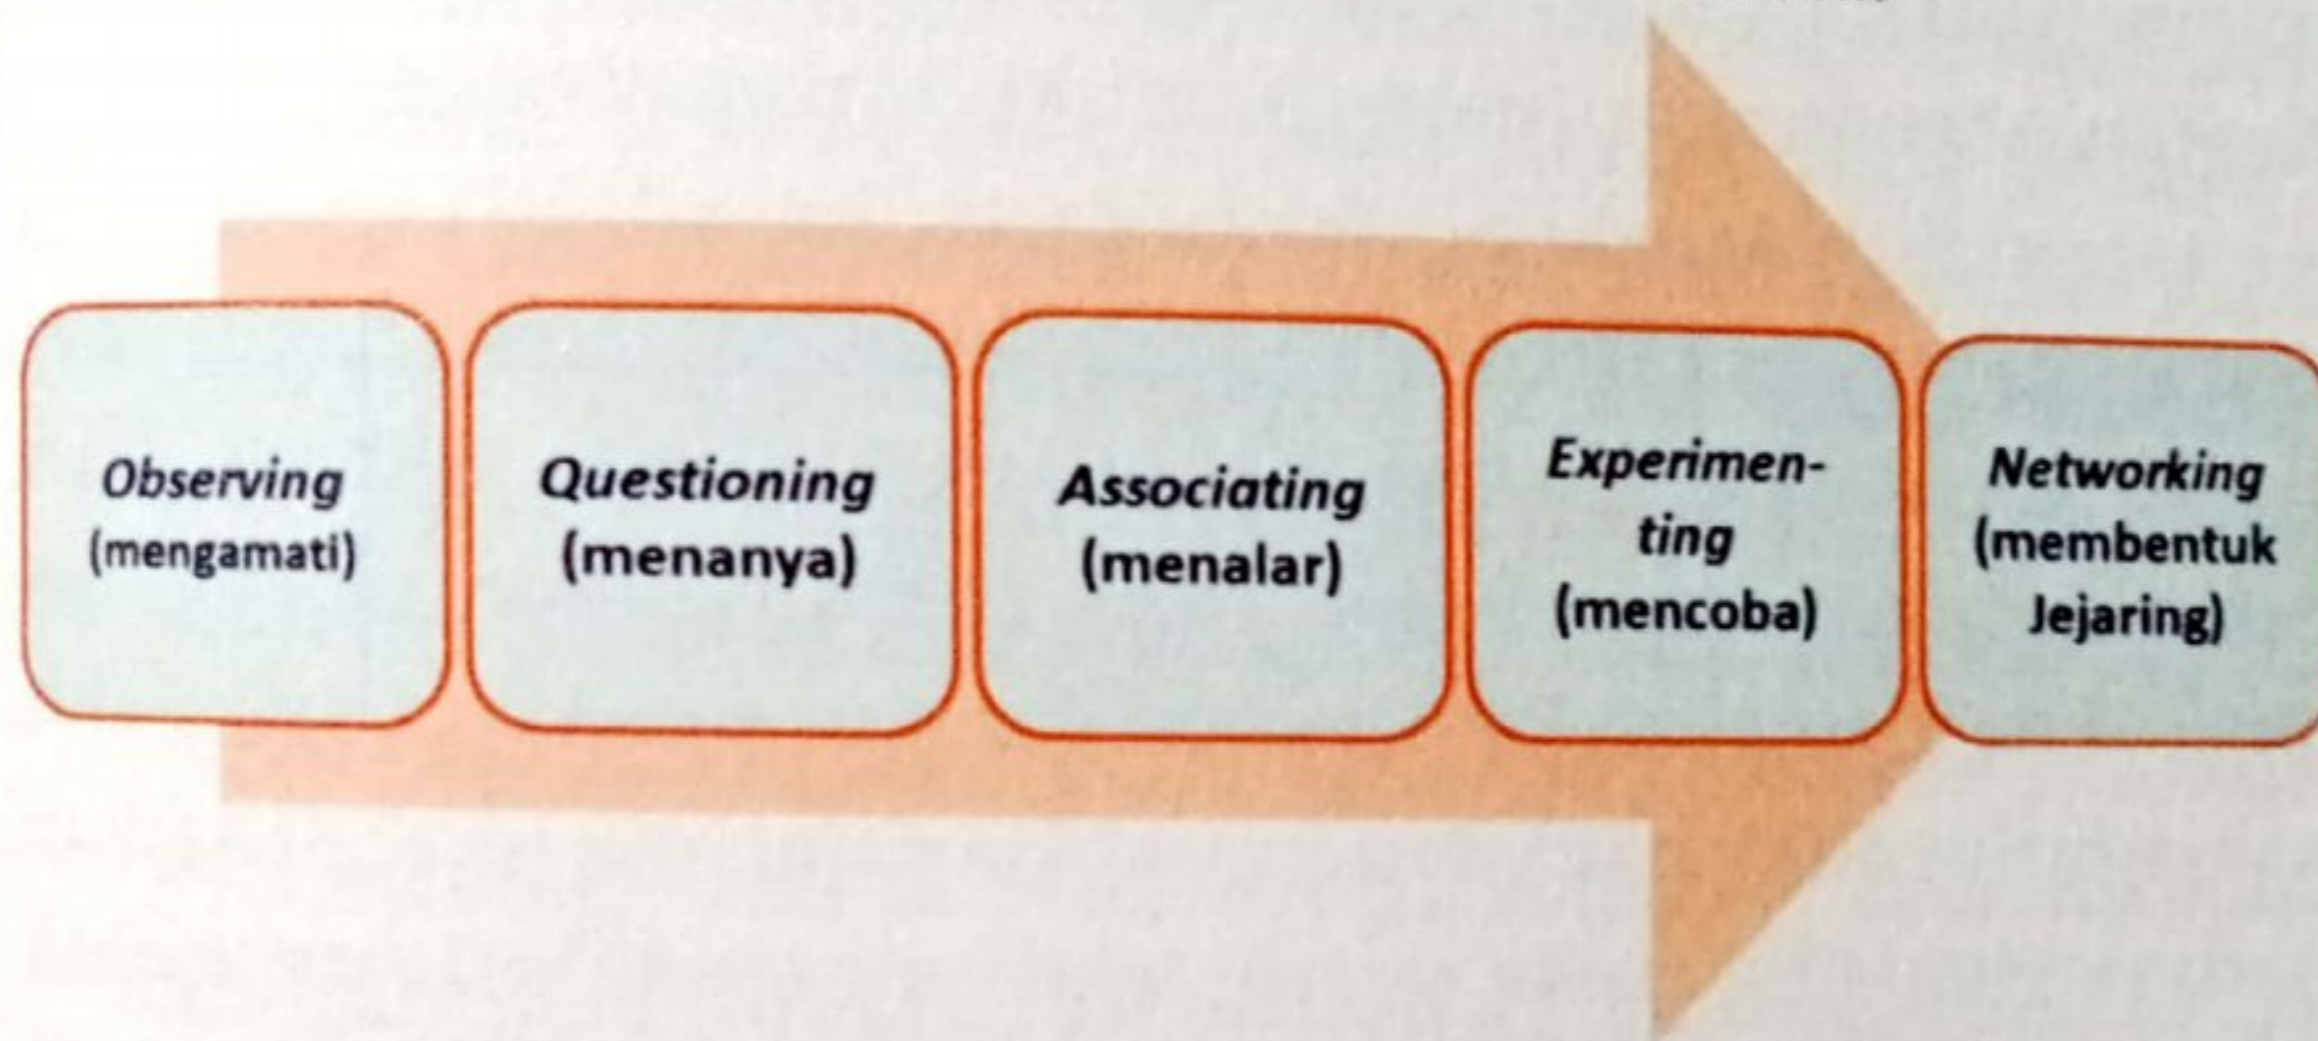 Observing
(mengamati)
Questioning
(menanya)
Associating
(menalar)
Experimen-
ting
(mencoba)
Networking
(membentuk
Jejaring)